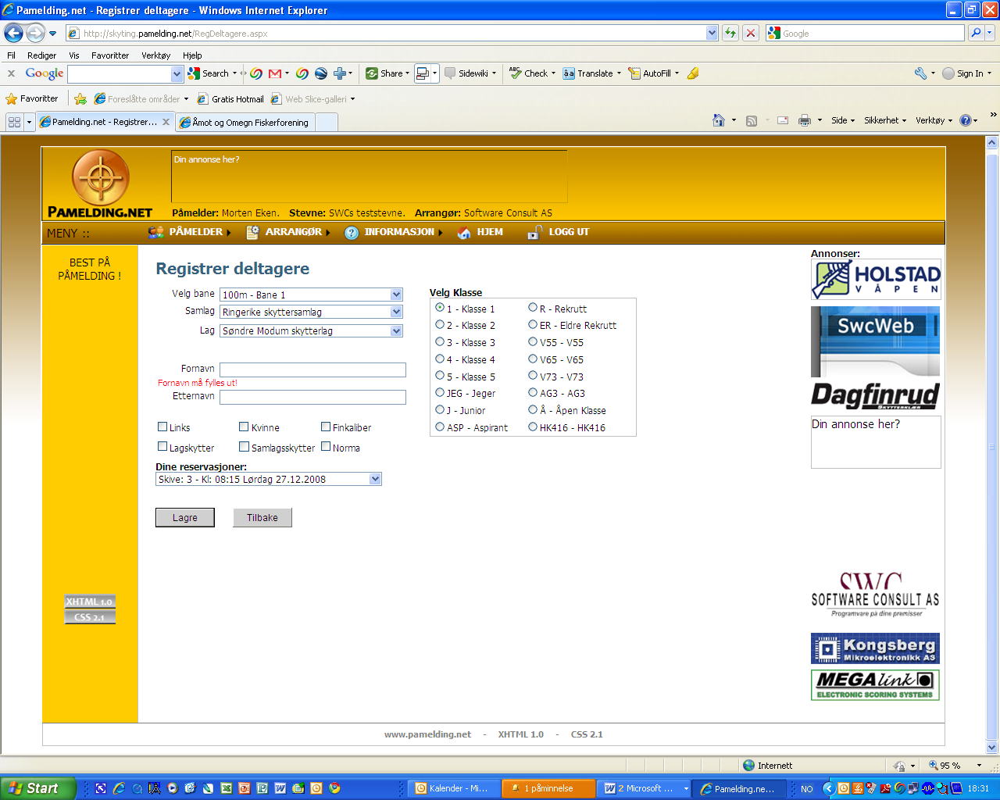 Pamelding.net - Registrer deltagere - Windows Internet Explorer
http://skyting.pamelding.net/RegDeltagere.aspx
Google
Fil Rediger Vis Favoritter Verktøy Hjelp
Google Search Share Sidewiki ABC Check Translate AutoFill Sign In
Favoritter Foreslåtte områder Gratis Hotmail Web Slice-galleri
Pamelding.net - Registrer... Åmot og Omegn Fiskerforening Side Sikkerhet Verktøy
PAMELDING.NET
Din annonse her?
Påmelder: Morten Eken. Stevne: SWCs teststevne. Arrangør: Software Consult AS
MENY :: PÅMELDER ARRANGØR INFORMASJON HJEM LOGG UT
BEST PÅ
PÅMELDING !
Registrer deltagere
Velg bane 100m - Bane 1
Samlag Ringerike skyttersamlag
Lag Søndre Modum skytterlag
Fornavn
Fornavn må fylles ut!
Etternavn
Links Kvinne Finkaliber
Lagskytter Samlagsskytter Norma
Dine reservasjoner:
Skive: 3 - Kl: 08:15 Lørdag 27.12.2008
Lagre Tilbake
Velg Klasse
1 - Klasse 1 R - Rekrutt
2 - Klasse 2 ER - Eldre Rekrutt
3 - Klasse 3 V55 - V55
4 - Klasse 4 V65 - V65
5 - Klasse 5 V73 - V73
JEG - Jeger AG3 - AG3
J - Junior Å - Åpen Klasse
ASP - Aspirant HK416 - HK416
Annonser:
HOLSTAD
VÅPEN
SwcWeb
Dagfinrud
SKYTTERKLÆR
Din annonse her?
SWC
SOFTWARE CONSULT AS
Programvare på dine premisser
Kongsberg
Mikroelektronikk AS
MEGAlink
ELECTRONIC SCORING SYSTEMS
XHTML 1.0
CSS 2.1
www.pamelding.net - XHTML 1.0 - CSS 2.1
Internett 95 %
Start Kalender - Mi... 1 påminnelse 2 Microsoft ... Pamelding.ne... NO 18:31